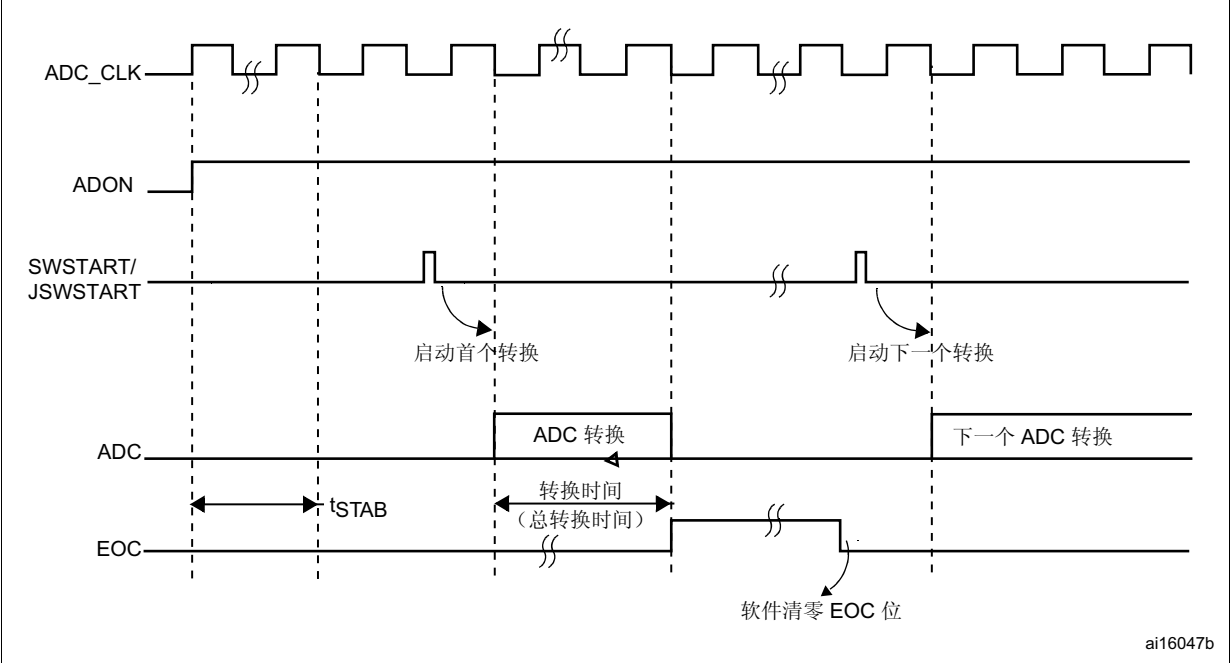 ADC_CLK
ADON
SWSTART/
JSWSTART
启动首个转换
启动下一个转换
ADC
ADC 转换
下一个 ADC 转换
tSTAB
转换时间
（总转换时间）
EOC
软件清零 EOC 位
ai16047b